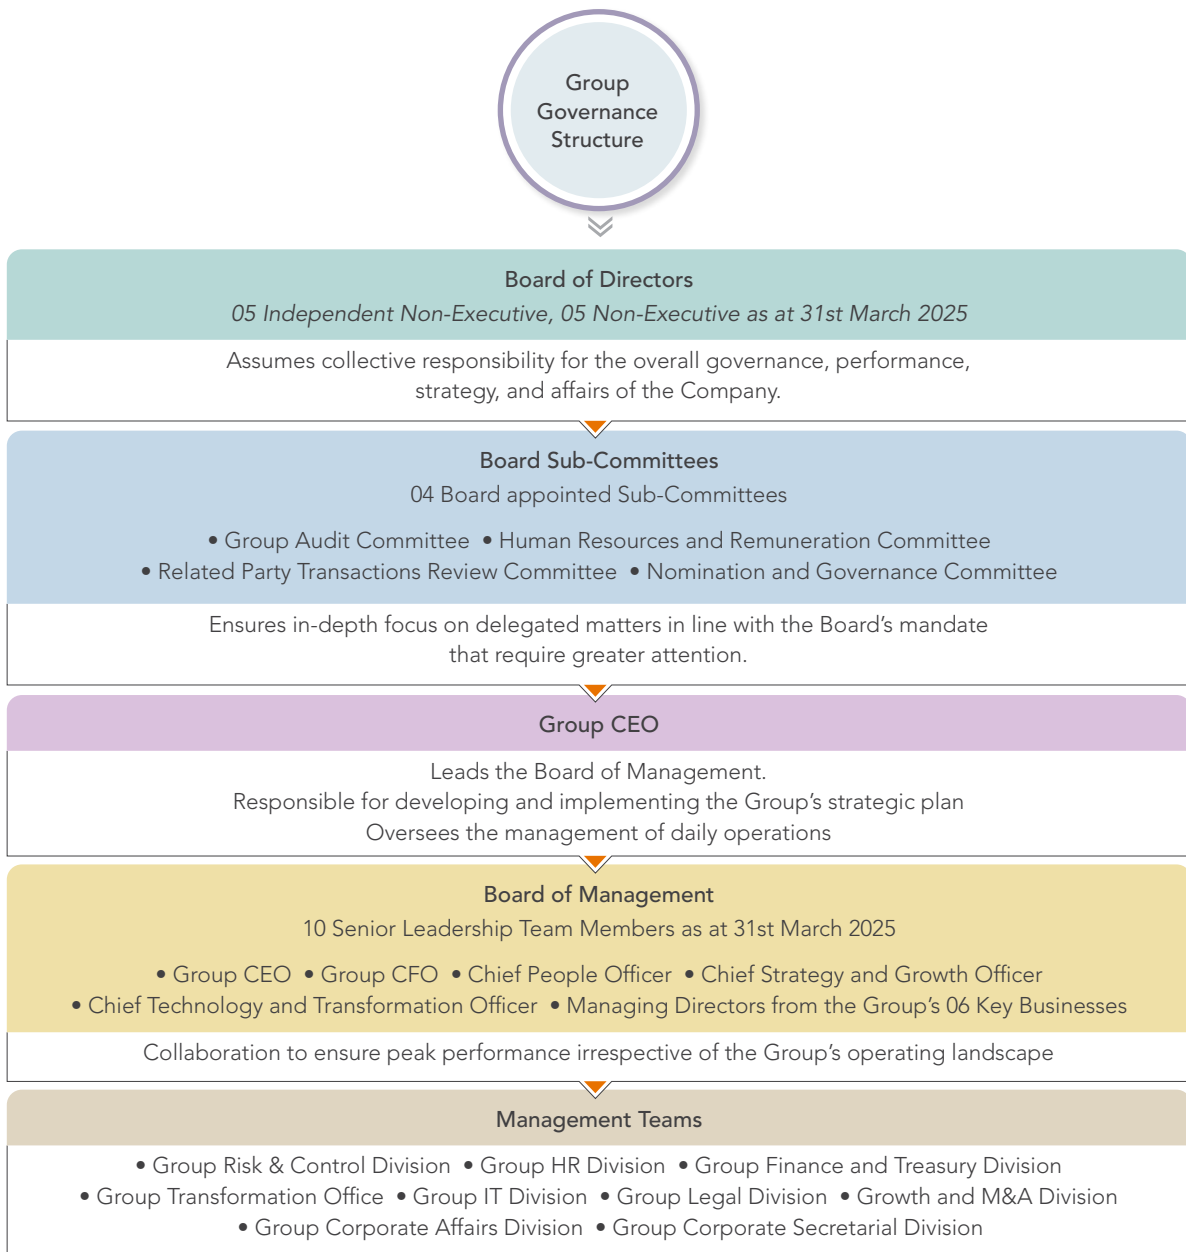 Group
Governance
Structure
Board of Directors
05 Independent Non-Executive, 05 Non-Executive as at 31st March 2025
Assumes collective responsibility for the overall governance, performance,
strategy, and affairs of the Company.
Board Sub-Committees
04 Board appointed Sub-Committees
• Group Audit Committee • Human Resources and Remuneration Committee
• Related Party Transactions Review Committee • Nomination and Governance Committee
Ensures in-depth focus on delegated matters in line with the Board’s mandate
that require greater attention.
Group CEO
Leads the Board of Management.
Responsible for developing and implementing the Group’s strategic plan
Oversees the management of daily operations
Board of Management
10 Senior Leadership Team Members as at 31st March 2025
• Group CEO • Group CFO • Chief People Officer • Chief Strategy and Growth Officer
• Chief Technology and Transformation Officer • Managing Directors from the Group’s 06 Key Businesses
Collaboration to ensure peak performance irrespective of the Group’s operating landscape
Management Teams
• Group Risk & Control Division • Group HR Division • Group Finance and Treasury Division
• Group Transformation Office • Group IT Division • Group Legal Division • Growth and M&A Division
• Group Corporate Affairs Division • Group Corporate Secretarial Division